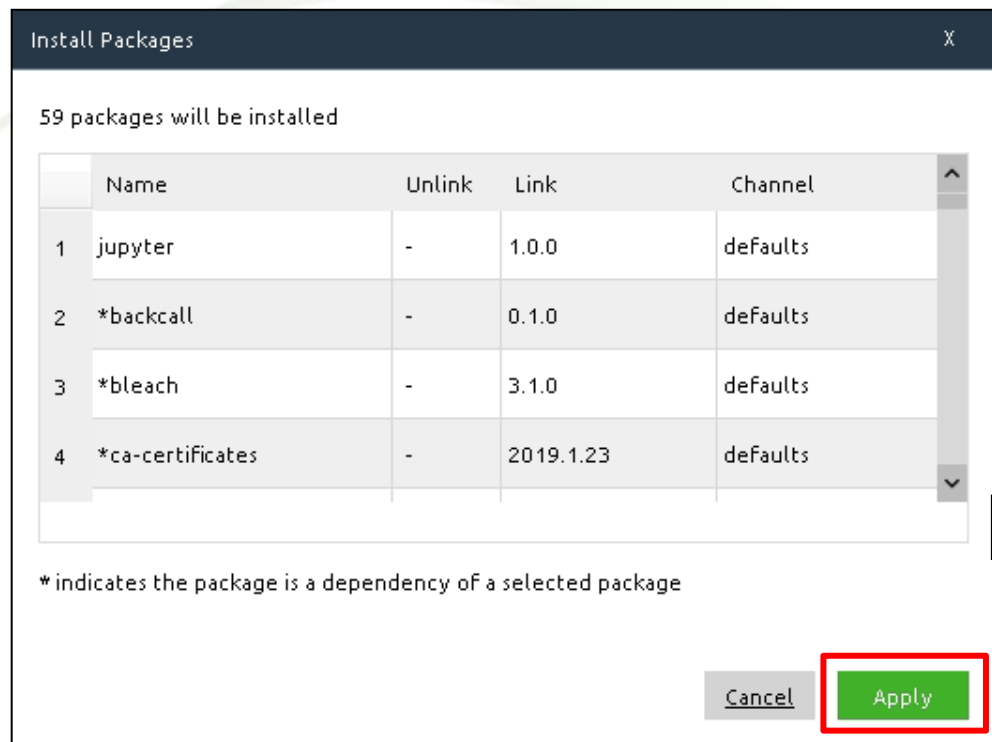 Install Packages X
59 packages will be installed
Name Unlink Link Channel
1 jupyter - 1.0.0 defaults
2 *backcall - 0.1.0 defaults
3 *bleach - 3.1.0 defaults
4 *ca-certificates - 2019.1.23 defaults
* indicates the package is a dependency of a selected package
Cancel Apply